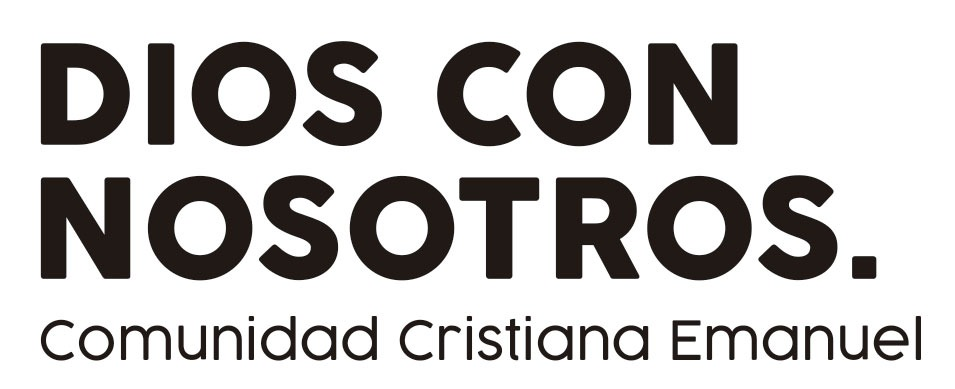 DIOS CON
NOSOTROS.
Comunidad Cristiana Emanuel